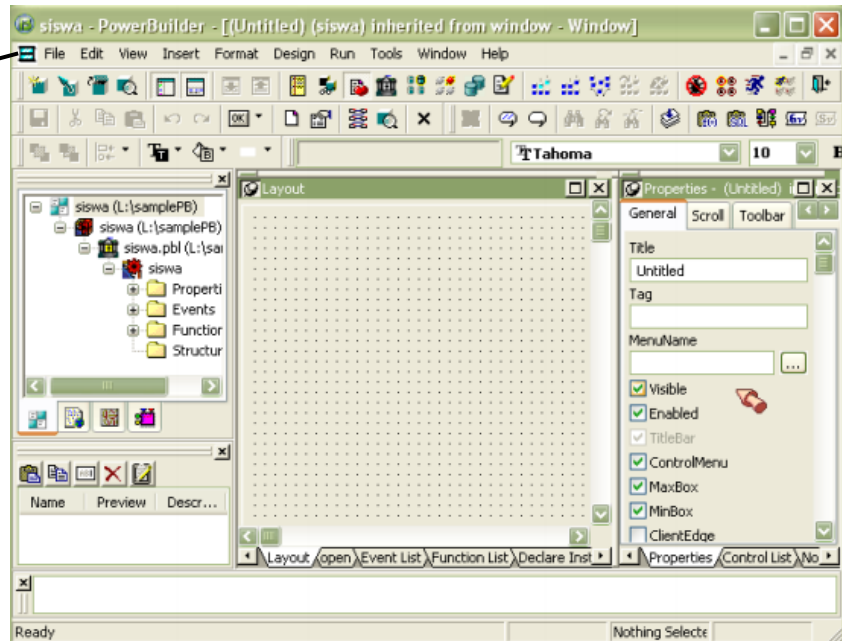 siswa - PowerBuilder - [(Untitled) (siswa) inherited from window - Window]
File Edit View Insert Format Design Run Tools Window Help
OK
Tahoma 10 B
siswa (L:\samplePB)
siswa (L:\samplePB)
siswa.pbl (L:\sai
siswa
Properti
Events
Function
Structur
Name Preview Descr...
Layout
Layout open Event List Function List Declare Inst
Properties - (Untitled) i
General Scroll Toolbar
Title
Untitled
Tag
MenuName
...
Visible
Enabled
TitleBar
ControlMenu
MaxBox
MinBox
ClientEdge
Properties Control List No
Ready Nothing Selecte